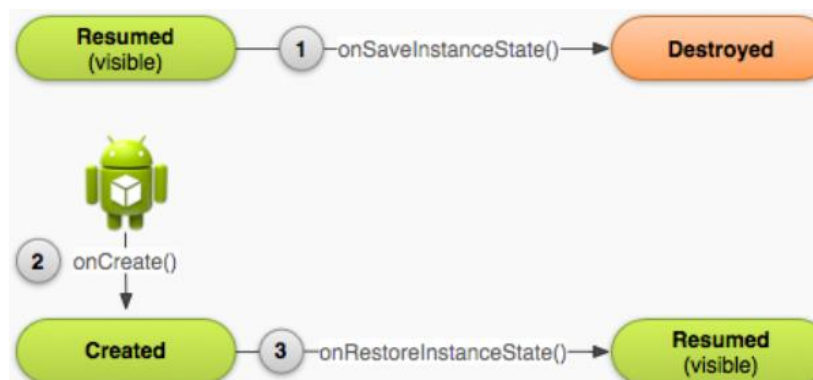 Resumed
(visible)
1
onSaveInstanceState()
Destroyed
2
onCreate()
Created
3
onRestoreInstanceState()
Resumed
(visible)